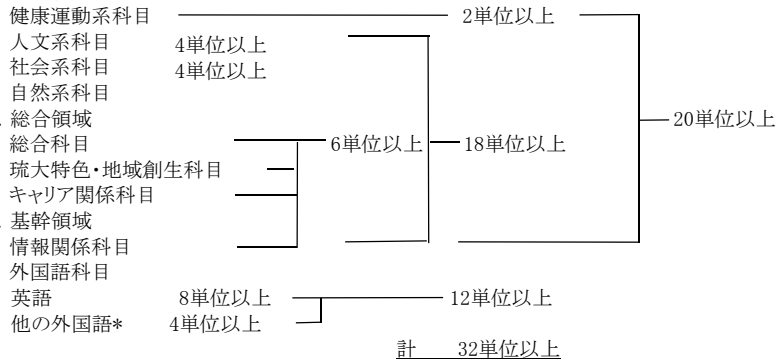 健康運動系科目 2単位以上
人文系科目 4単位以上
社会系科目 4単位以上
自然系科目
総合領域 20単位以上
総合科目 6単位以上 18単位以上
琉大特色・地域創生科目
キャリア関係科目
基幹領域
情報関係科目
外国語科目
英語 8単位以上 12単位以上
他の外国語* 4単位以上
計 32単位以上